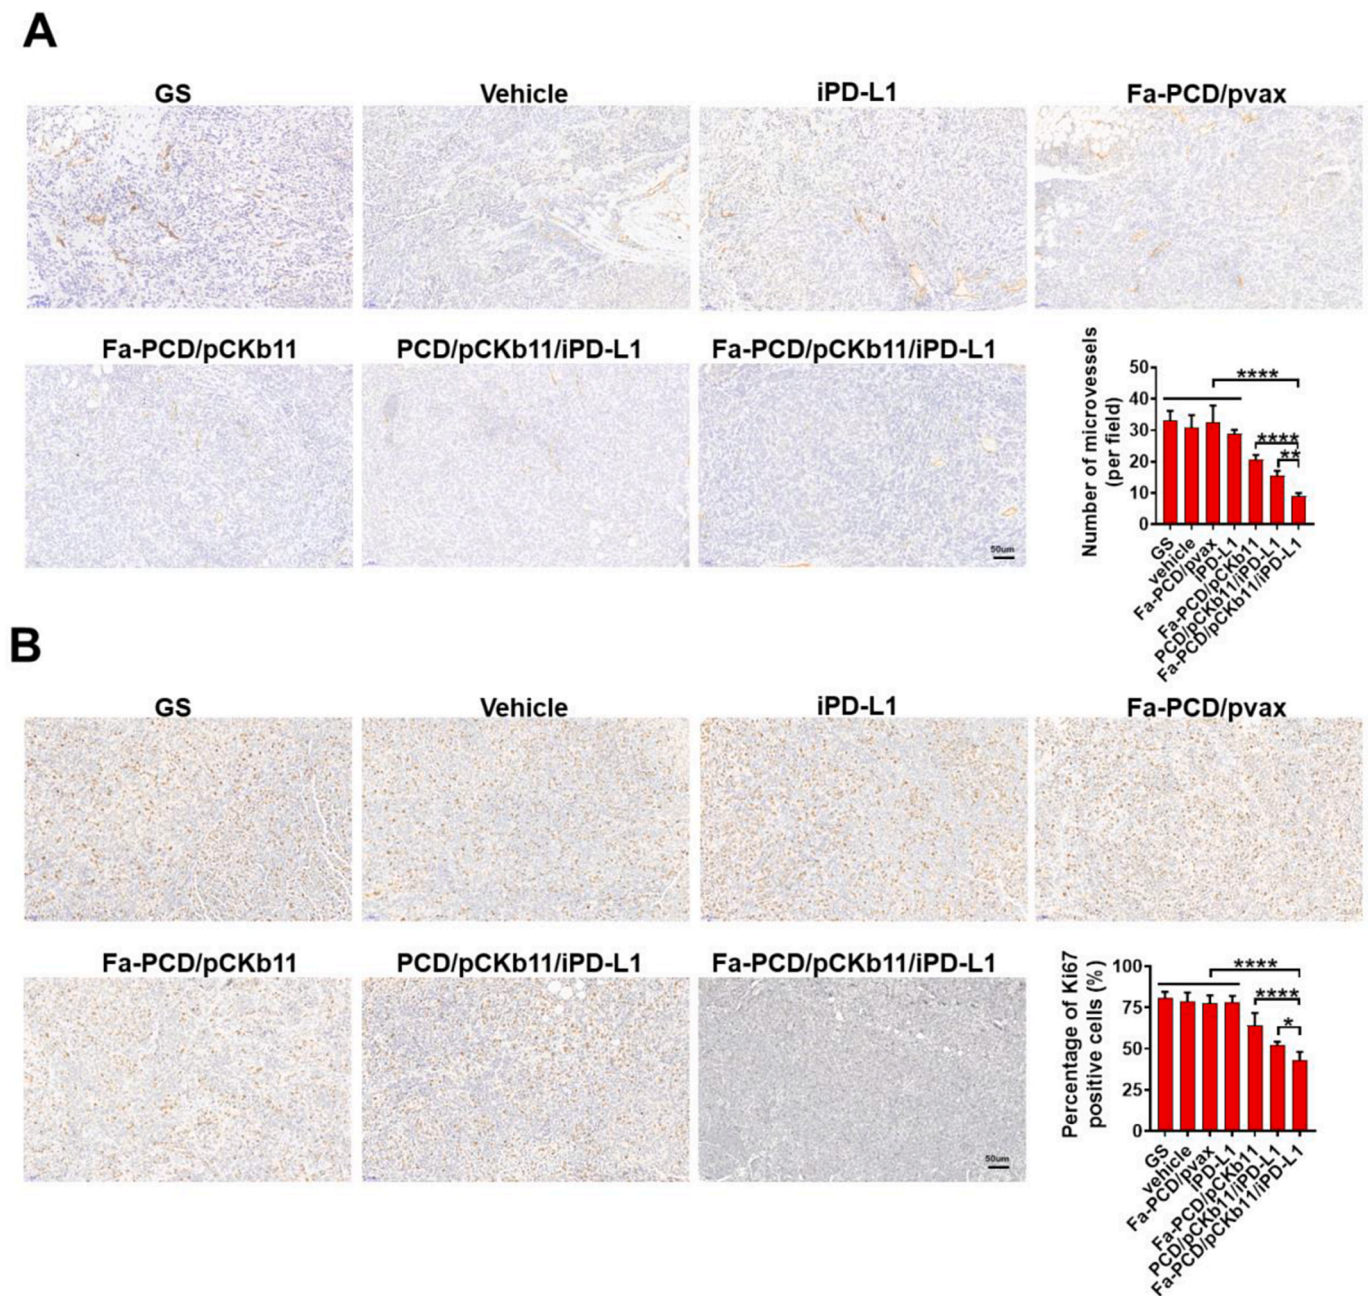 A
GS
Vehicle
iPD-L1
Fa-PCD/pvax
Fa-PCD/pCKb11
PCD/pCKb11/iPD-L1
Fa-PCD/pCKb11/iPD-L1
50um
Number of microvessels
(per field)
50
40
30
20
10
0
****
****
**
GS
vehicle
Fa-PCD/pvax
iPD-L1
Fa-PCD/pCKb11
PCD/pCKb11/iPD-L1
Fa-PCD/pCKb11/iPD-L1
B
GS
Vehicle
iPD-L1
Fa-PCD/pvax
Fa-PCD/pCKb11
PCD/pCKb11/iPD-L1
Fa-PCD/pCKb11/iPD-L1
50um
Percentage of Ki67
positive cells (%)
100
75
50
25
0
****
****
*
GS
vehicle
Fa-PCD/pvax
iPD-L1
Fa-PCD/pCKb11
PCD/pCKb11/iPD-L1
Fa-PCD/pCKb11/iPD-L1